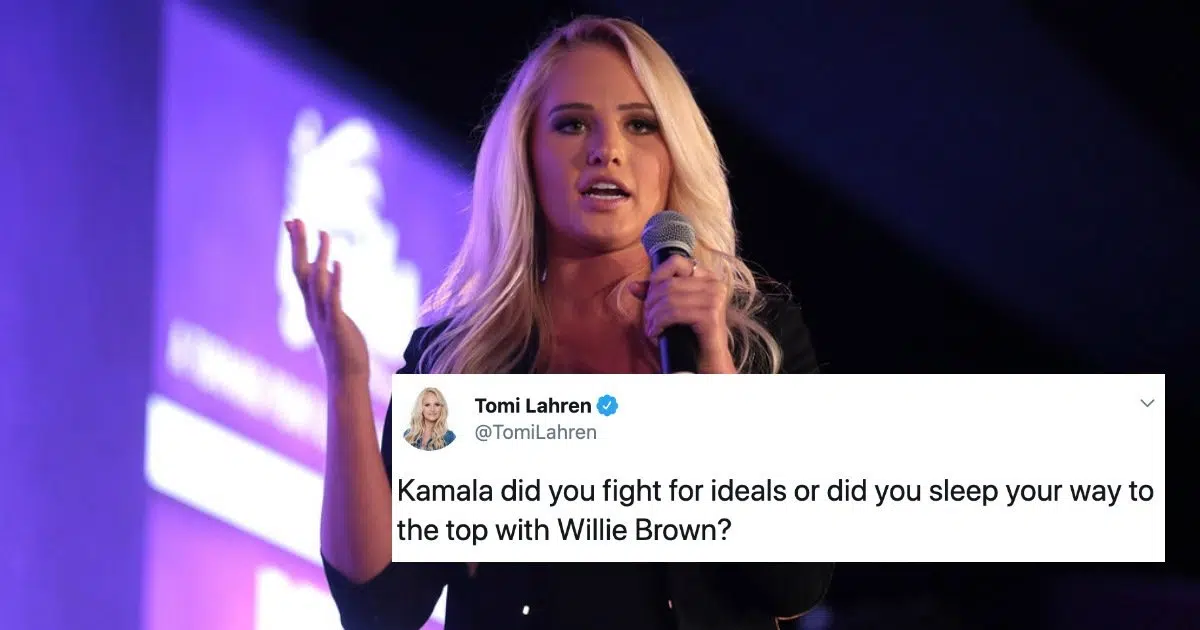 Tomi Lahren
@TomiLahren
Kamala did you fight for ideals or did you sleep your way to
the top with Willie Brown?